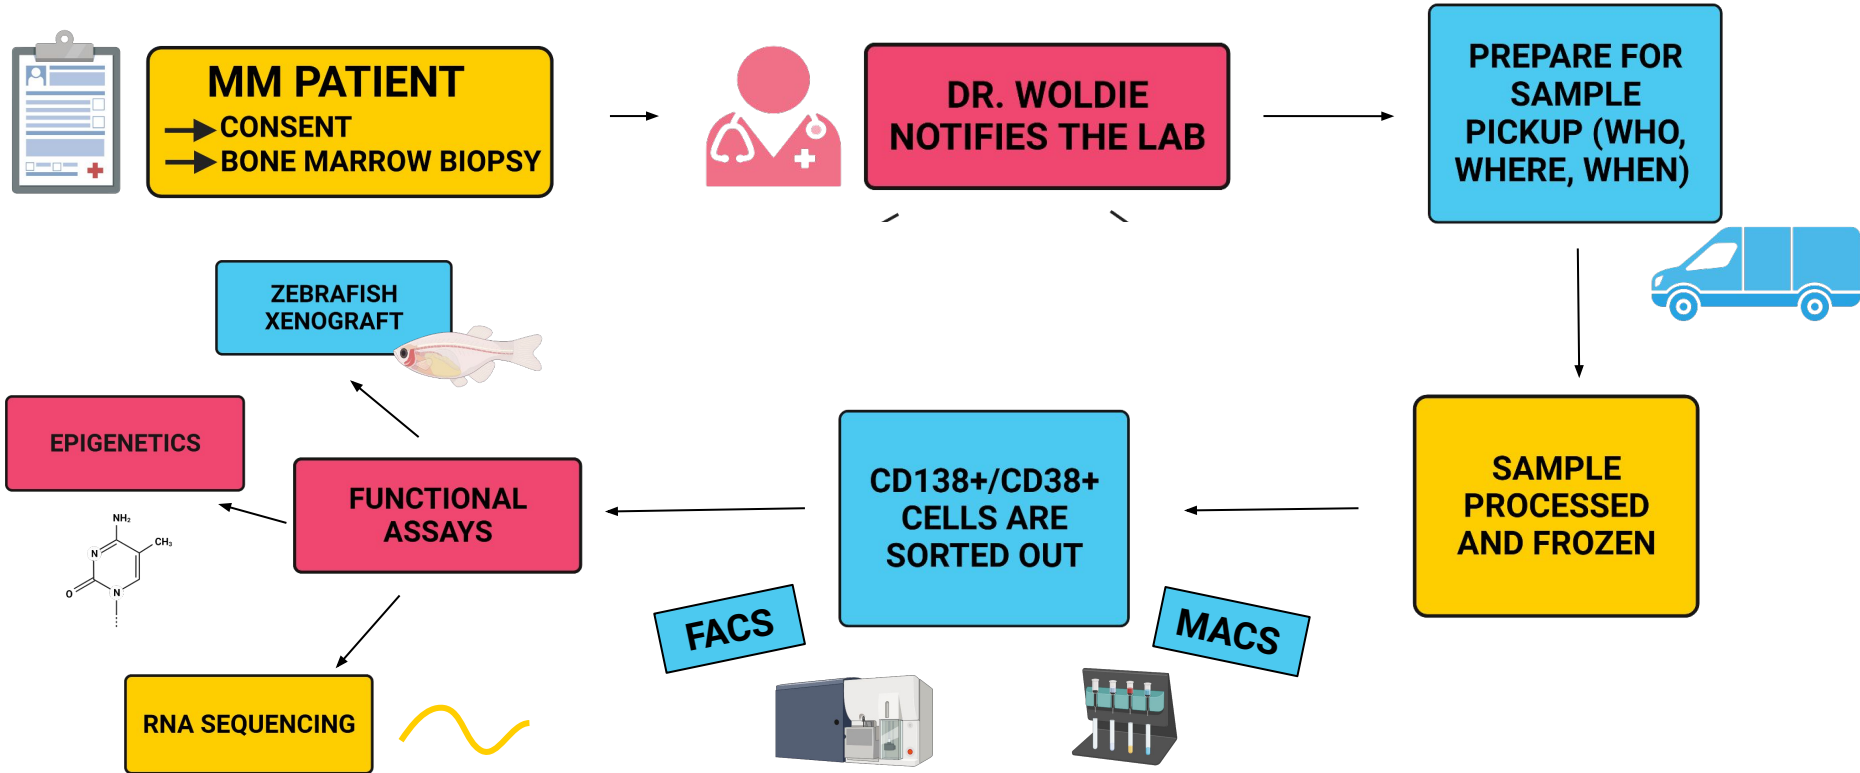 MM PATIENT
CONSENT
BONE MARROW BIOPSY
DR. WOLDIE
NOTIFIES THE LAB
PREPARE FOR
SAMPLE
PICKUP (WHO,
WHERE, WHEN)
SAMPLE
PROCESSED
AND FROZEN
CD138+/CD38+
CELLS ARE
SORTED OUT
FACS
MACS
FUNCTIONAL
ASSAYS
ZEBRAFISH
XENOGRAFT
EPIGENETICS
NH₂
CH₃
N
O
N
RNA SEQUENCING